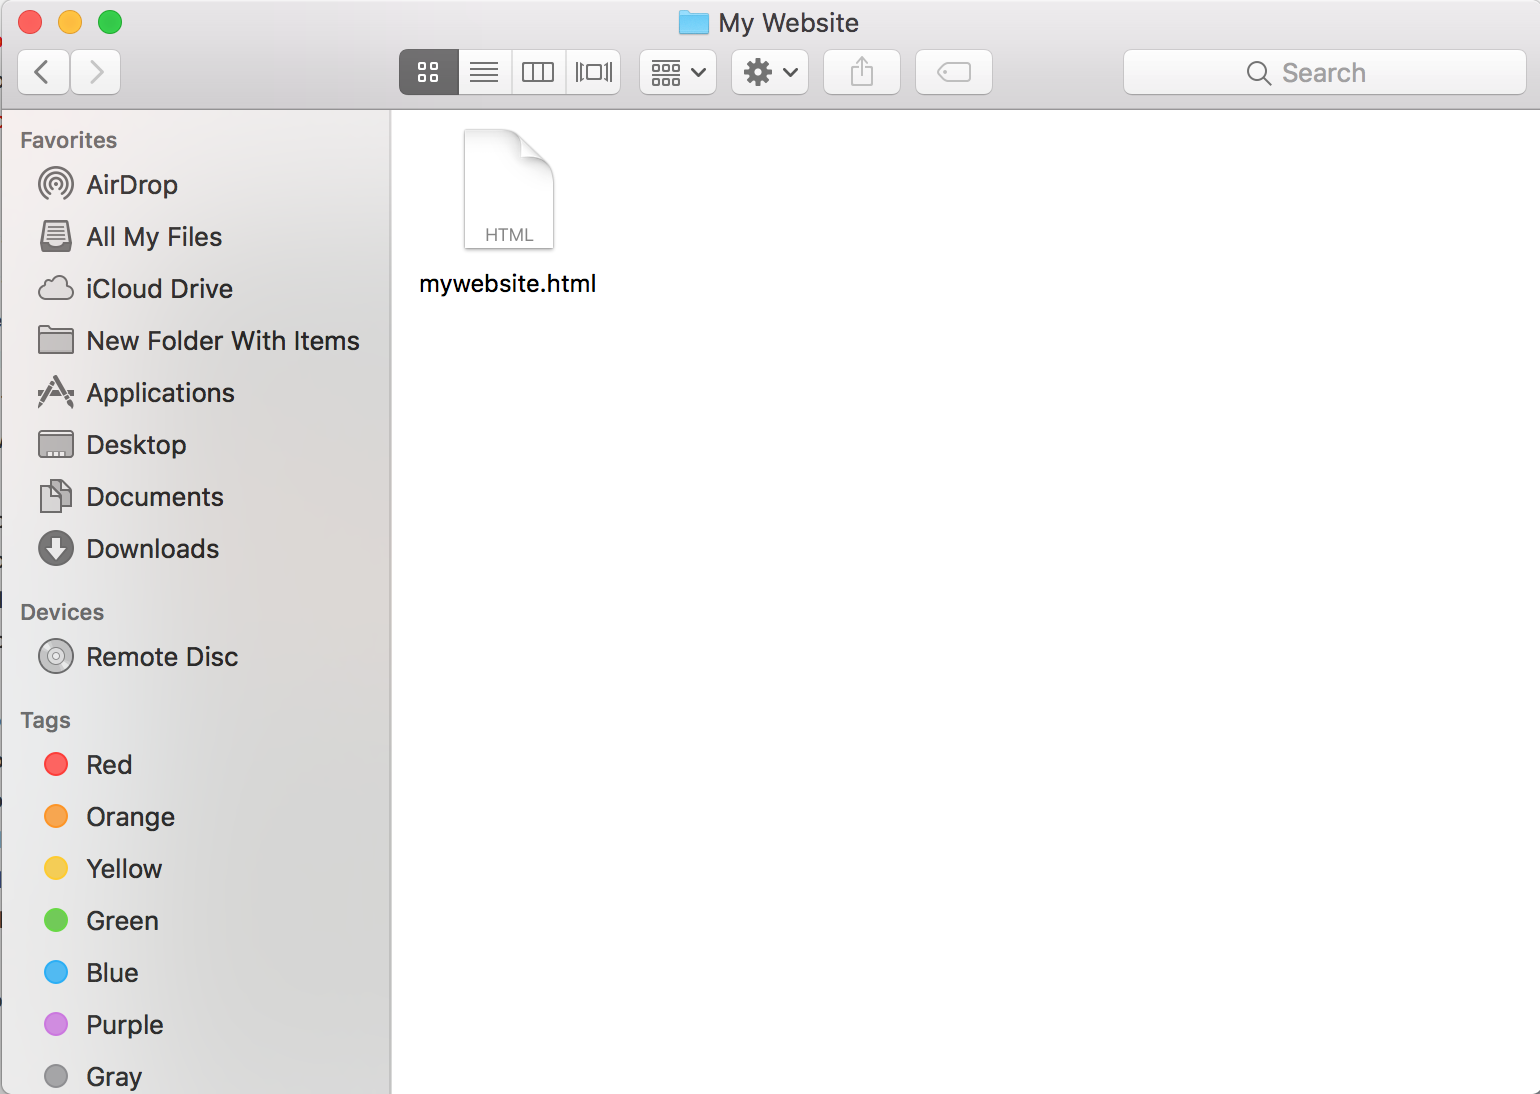 My Website
Search
Favorites
AirDrop
All My Files
iCloud Drive
New Folder With Items
Applications
Desktop
Documents
Downloads
Devices
Remote Disc
Tags
Red
Orange
Yellow
Green
Blue
Purple
Gray
HTML
mywebsite.html